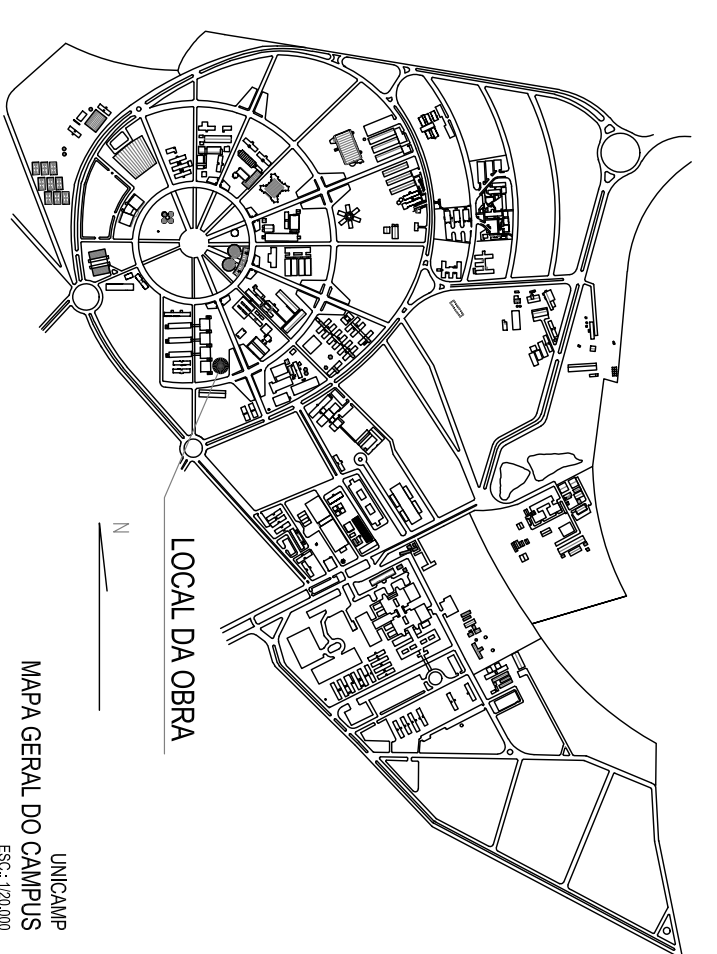 N
LOCAL DA OBRA
UNICAMP
MAPA GERAL DO CAMPUS
ESC.: 1/20.000